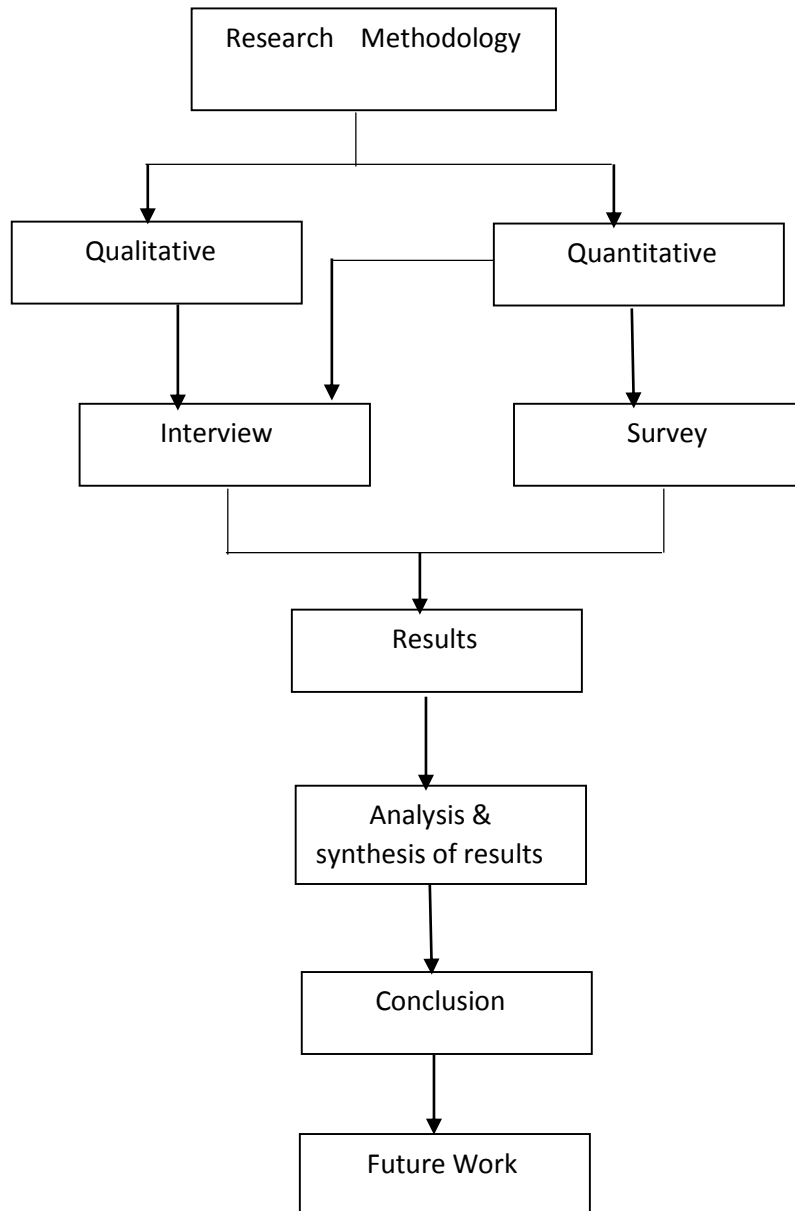 Research Methodology
Qualitative
Quantitative
Interview
Survey
Results
Analysis &
synthesis of results
Conclusion
Future Work